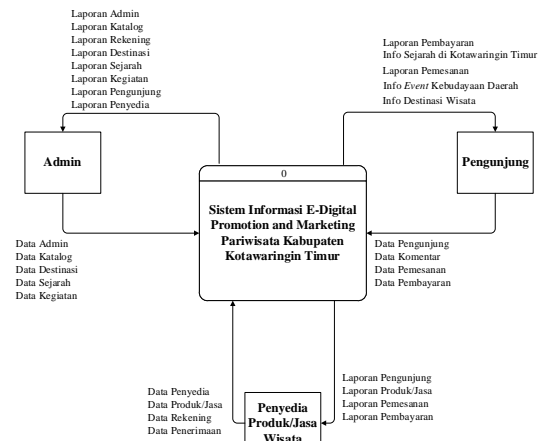 Laporan Admin
Laporan Katalog
Laporan Rekening
Laporan Destinasi
Laporan Sejarah
Laporan Kegiatan
Laporan Pengunjung
Laporan Penyedia
Laporan Pembayaran
Info Sejarah di Kotawaringin Timur
Laporan Pemesanan
Info Event Kebudayaan Daerah
Info Destinasi Wisata
Admin
0
Sistem Informasi E-Digital
Promotion and Marketing
Pariwisata Kabupaten
Kotawaringin Timur
Pengunjung
Data Admin
Data Katalog
Data Destinasi
Data Sejarah
Data Kegiatan
Data Pengunjung
Data Komentar
Data Pemesanan
Data Pembayaran
Data Penyedia
Data Produk/Jasa
Data Rekening
Data Penerimaan
Penyedia
Produk/Jasa
Wisata
Laporan Pengunjung
Laporan Produk/Jasa
Laporan Pemesanan
Laporan Pembayaran